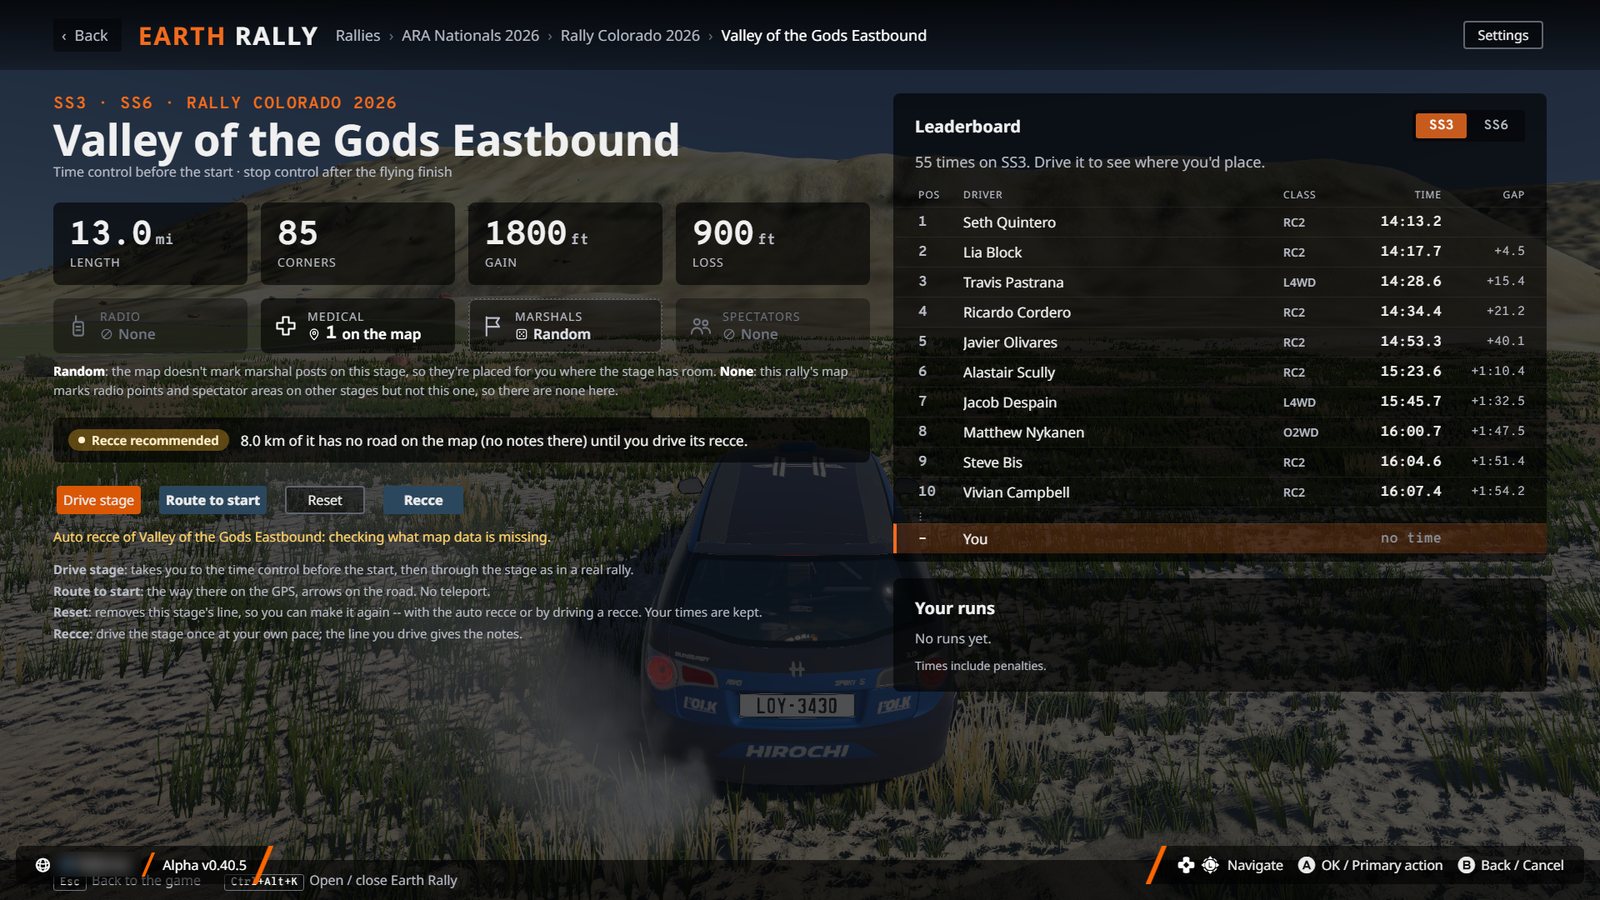 ‹ Back
EARTH RALLY
Rallies › ARA Nationals 2026 › Rally Colorado 2026 › Valley of the Gods Eastbound
Settings
SS3 · SS6 · RALLY COLORADO 2026
Valley of the Gods Eastbound
Time control before the start · stop control after the flying finish
13.0 mi
LENGTH
85
CORNERS
1800 ft
GAIN
900 ft
LOSS
RADIO
None
MEDICAL
1 on the map
MARSHALS
Random
SPECTATORS
None
Random: the map doesn't mark marshal posts on this stage, so they're placed for you where the stage has room. None: this rally's map
marks radio points and spectator areas on other stages but not this one, so there are none here.
Recce recommended
8.0 km of it has no road on the map (no notes there) until you drive its recce.
Drive stage
Route to start
Reset
Recce
Auto recce of Valley of the Gods Eastbound: checking what map data is missing.
Drive stage: takes you to the time control before the start, then through the stage as in a real rally.
Route to start: the way there on the GPS, arrows on the road. No teleport.
Reset: removes this stage's line, so you can make it again -- with the auto recce or by driving a recce. Your times are kept.
Recce: drive the stage once at your own pace; the line you drive gives the notes.
Leaderboard
SS3 SS6
55 times on SS3. Drive it to see where you'd place.
POS DRIVER CLASS TIME GAP
1 Seth Quintero RC2 14:13.2
2 Lia Block RC2 14:17.7 +4.5
3 Travis Pastrana L4WD 14:28.6 +15.4
4 Ricardo Cordero RC2 14:34.4 +21.2
5 Javier Olivares RC2 14:53.3 +40.1
6 Alastair Scully RC2 15:23.6 +1:10.4
7 Jacob Despain L4WD 15:45.7 +1:32.5
8 Matthew Nykanen O2WD 16:00.7 +1:47.5
9 Steve Bis RC2 16:04.6 +1:51.4
10 Vivian Campbell RC2 16:07.4 +1:54.2
⋮
– You no time
Your runs
No runs yet.
Times include penalties.
LOY-3430
HIROCHI
Alpha v0.40.5
Esc Back to the game Ctrl+Alt+K Open / close Earth Rally
Navigate
A OK / Primary action
B Back / Cancel